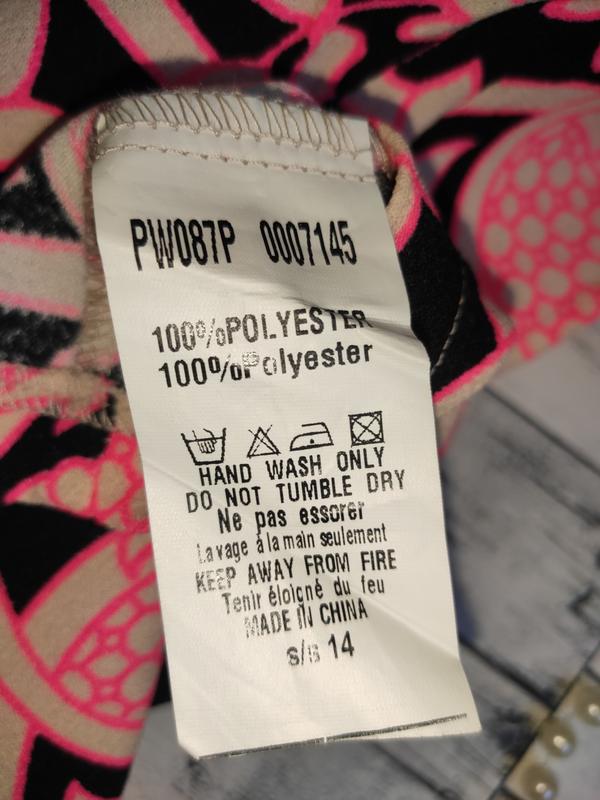 PW087P 0007145
100%POLYESTER
100%Polyester
HAND WASH ONLY
DO NOT TUMBLE DRY
Ne pas essorer
Lavage à la main seulement
KEEP AWAY FROM FIRE
Tenir éloigné du feu
MADE IN CHINA
s/s 14